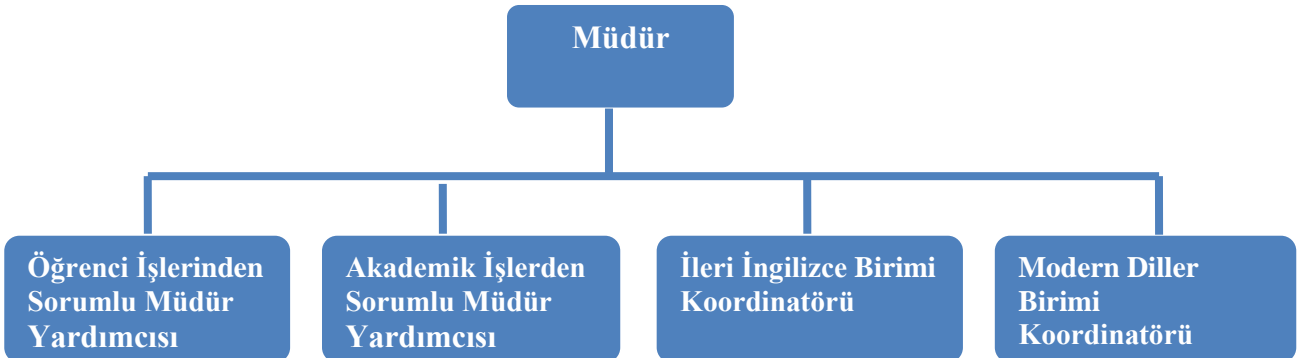 Müdür
Öğrenci İşlerinden
Sorumlu Müdür
Yardımcısı
Akademik İşlerden
Sorumlu Müdür
Yardımcısı
İleri İngilizce Birimi
Koordinatörü
Modern Diller
Birimi
Koordinatörü